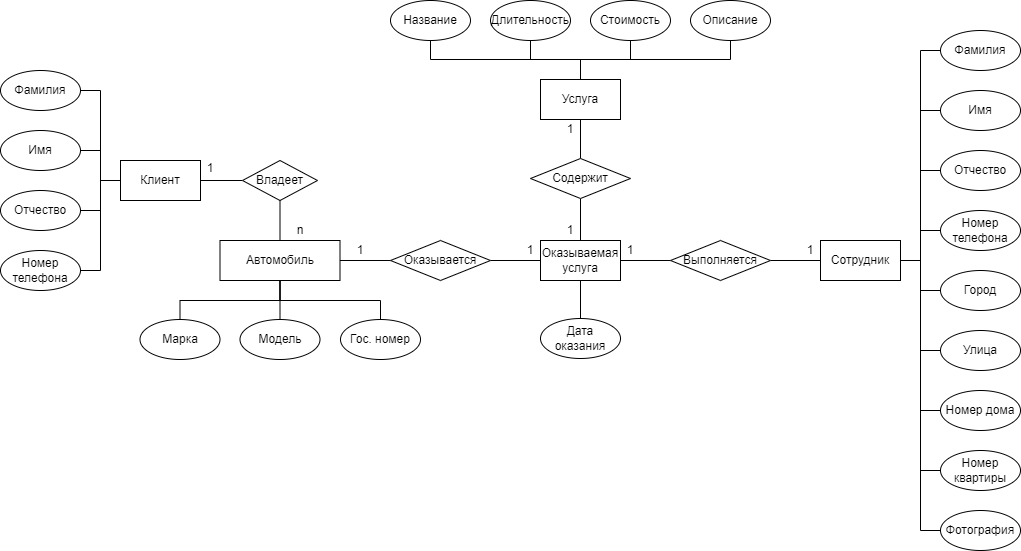 Название
Длительность
Стоимость
Описание
Услуга
1
Содержит
1
Фамилия
Имя
Отчество
Номер
телефона
Клиент
1
Владеет
n
Автомобиль
1
Оказывается
1
Оказываемая
услуга
1
Выполняется
1
Сотрудник
Марка
Модель
Гос. номер
Дата
оказания
Фамилия
Имя
Отчество
Номер
телефона
Город
Улица
Номер дома
Номер
квартиры
Фотография